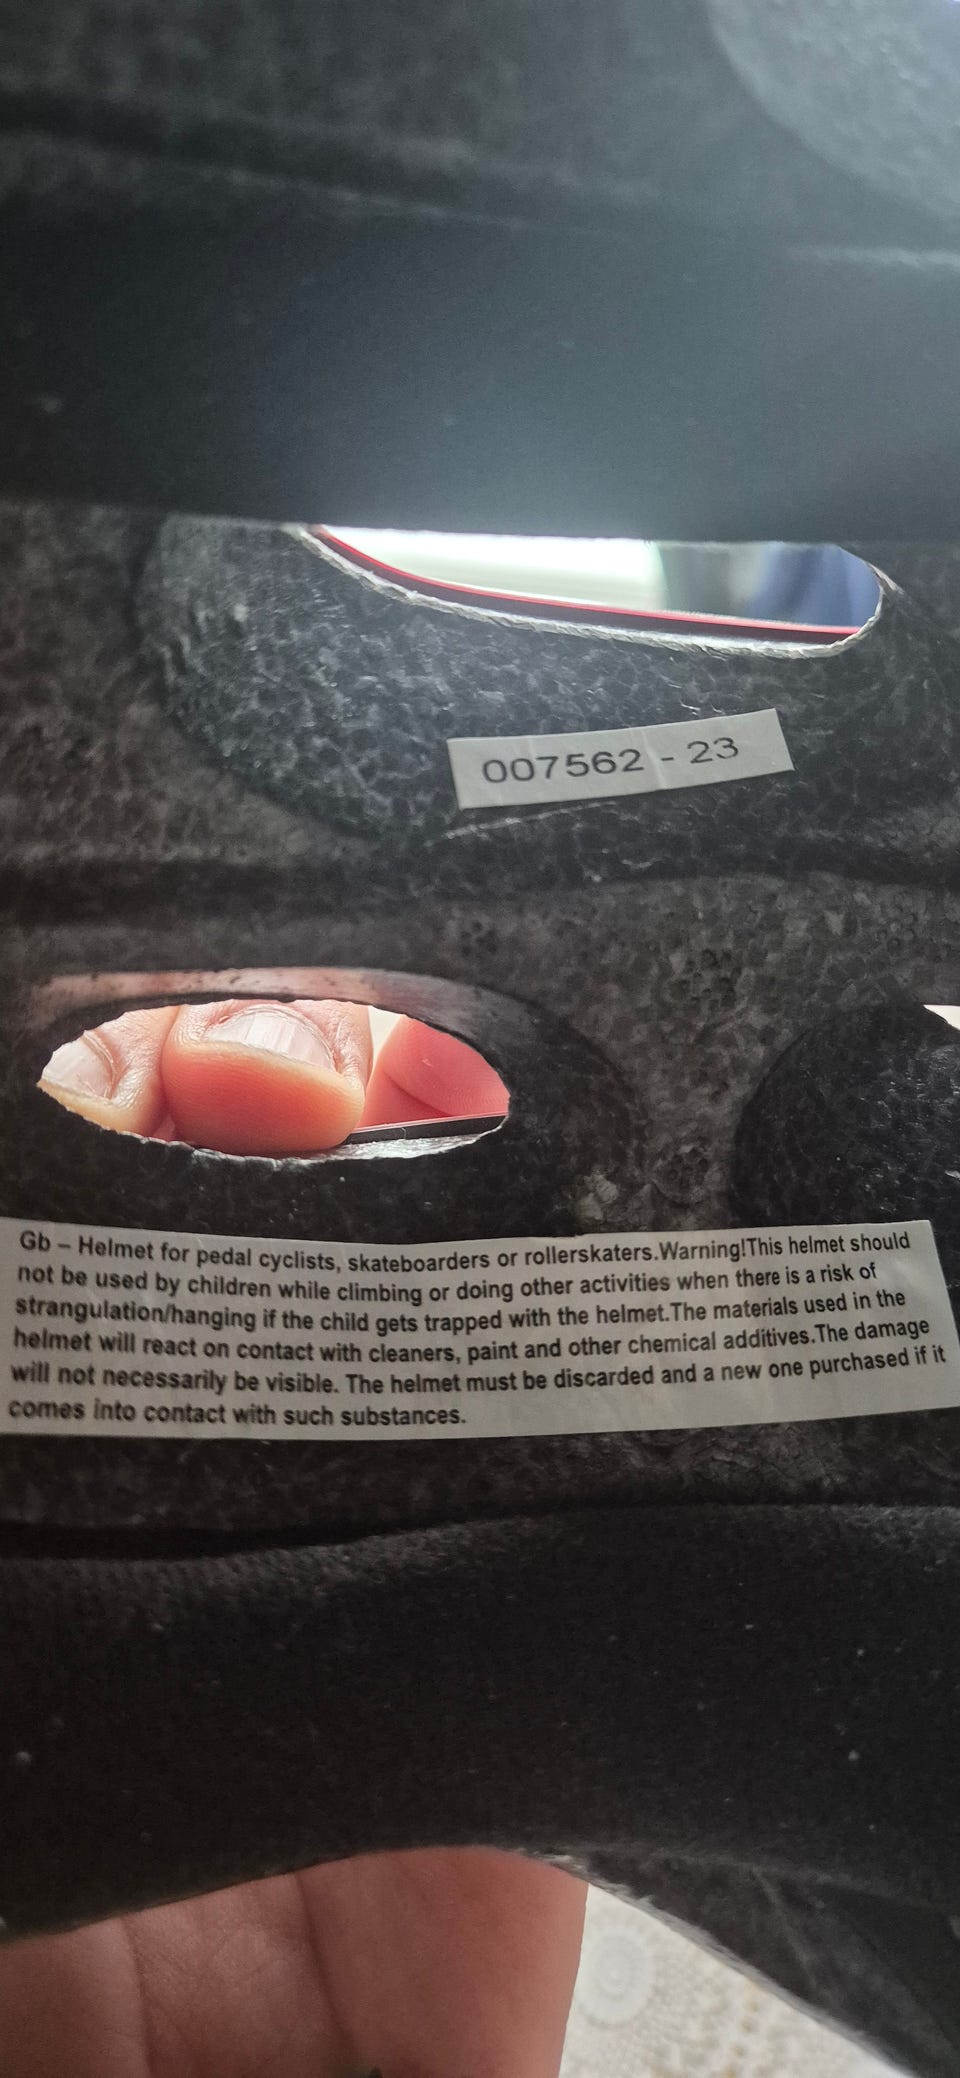 007562 - 23
Gb – Helmet for pedal cyclists, skateboarders or rollerskaters.Warning!This helmet should
not be used by children while climbing or doing other activities when there is a risk of
strangulation/hanging if the child gets trapped with the helmet.The materials used in the
helmet will react on contact with cleaners, paint and other chemical additives.The damage
will not necessarily be visible. The helmet must be discarded and a new one purchased if it
comes into contact with such substances.